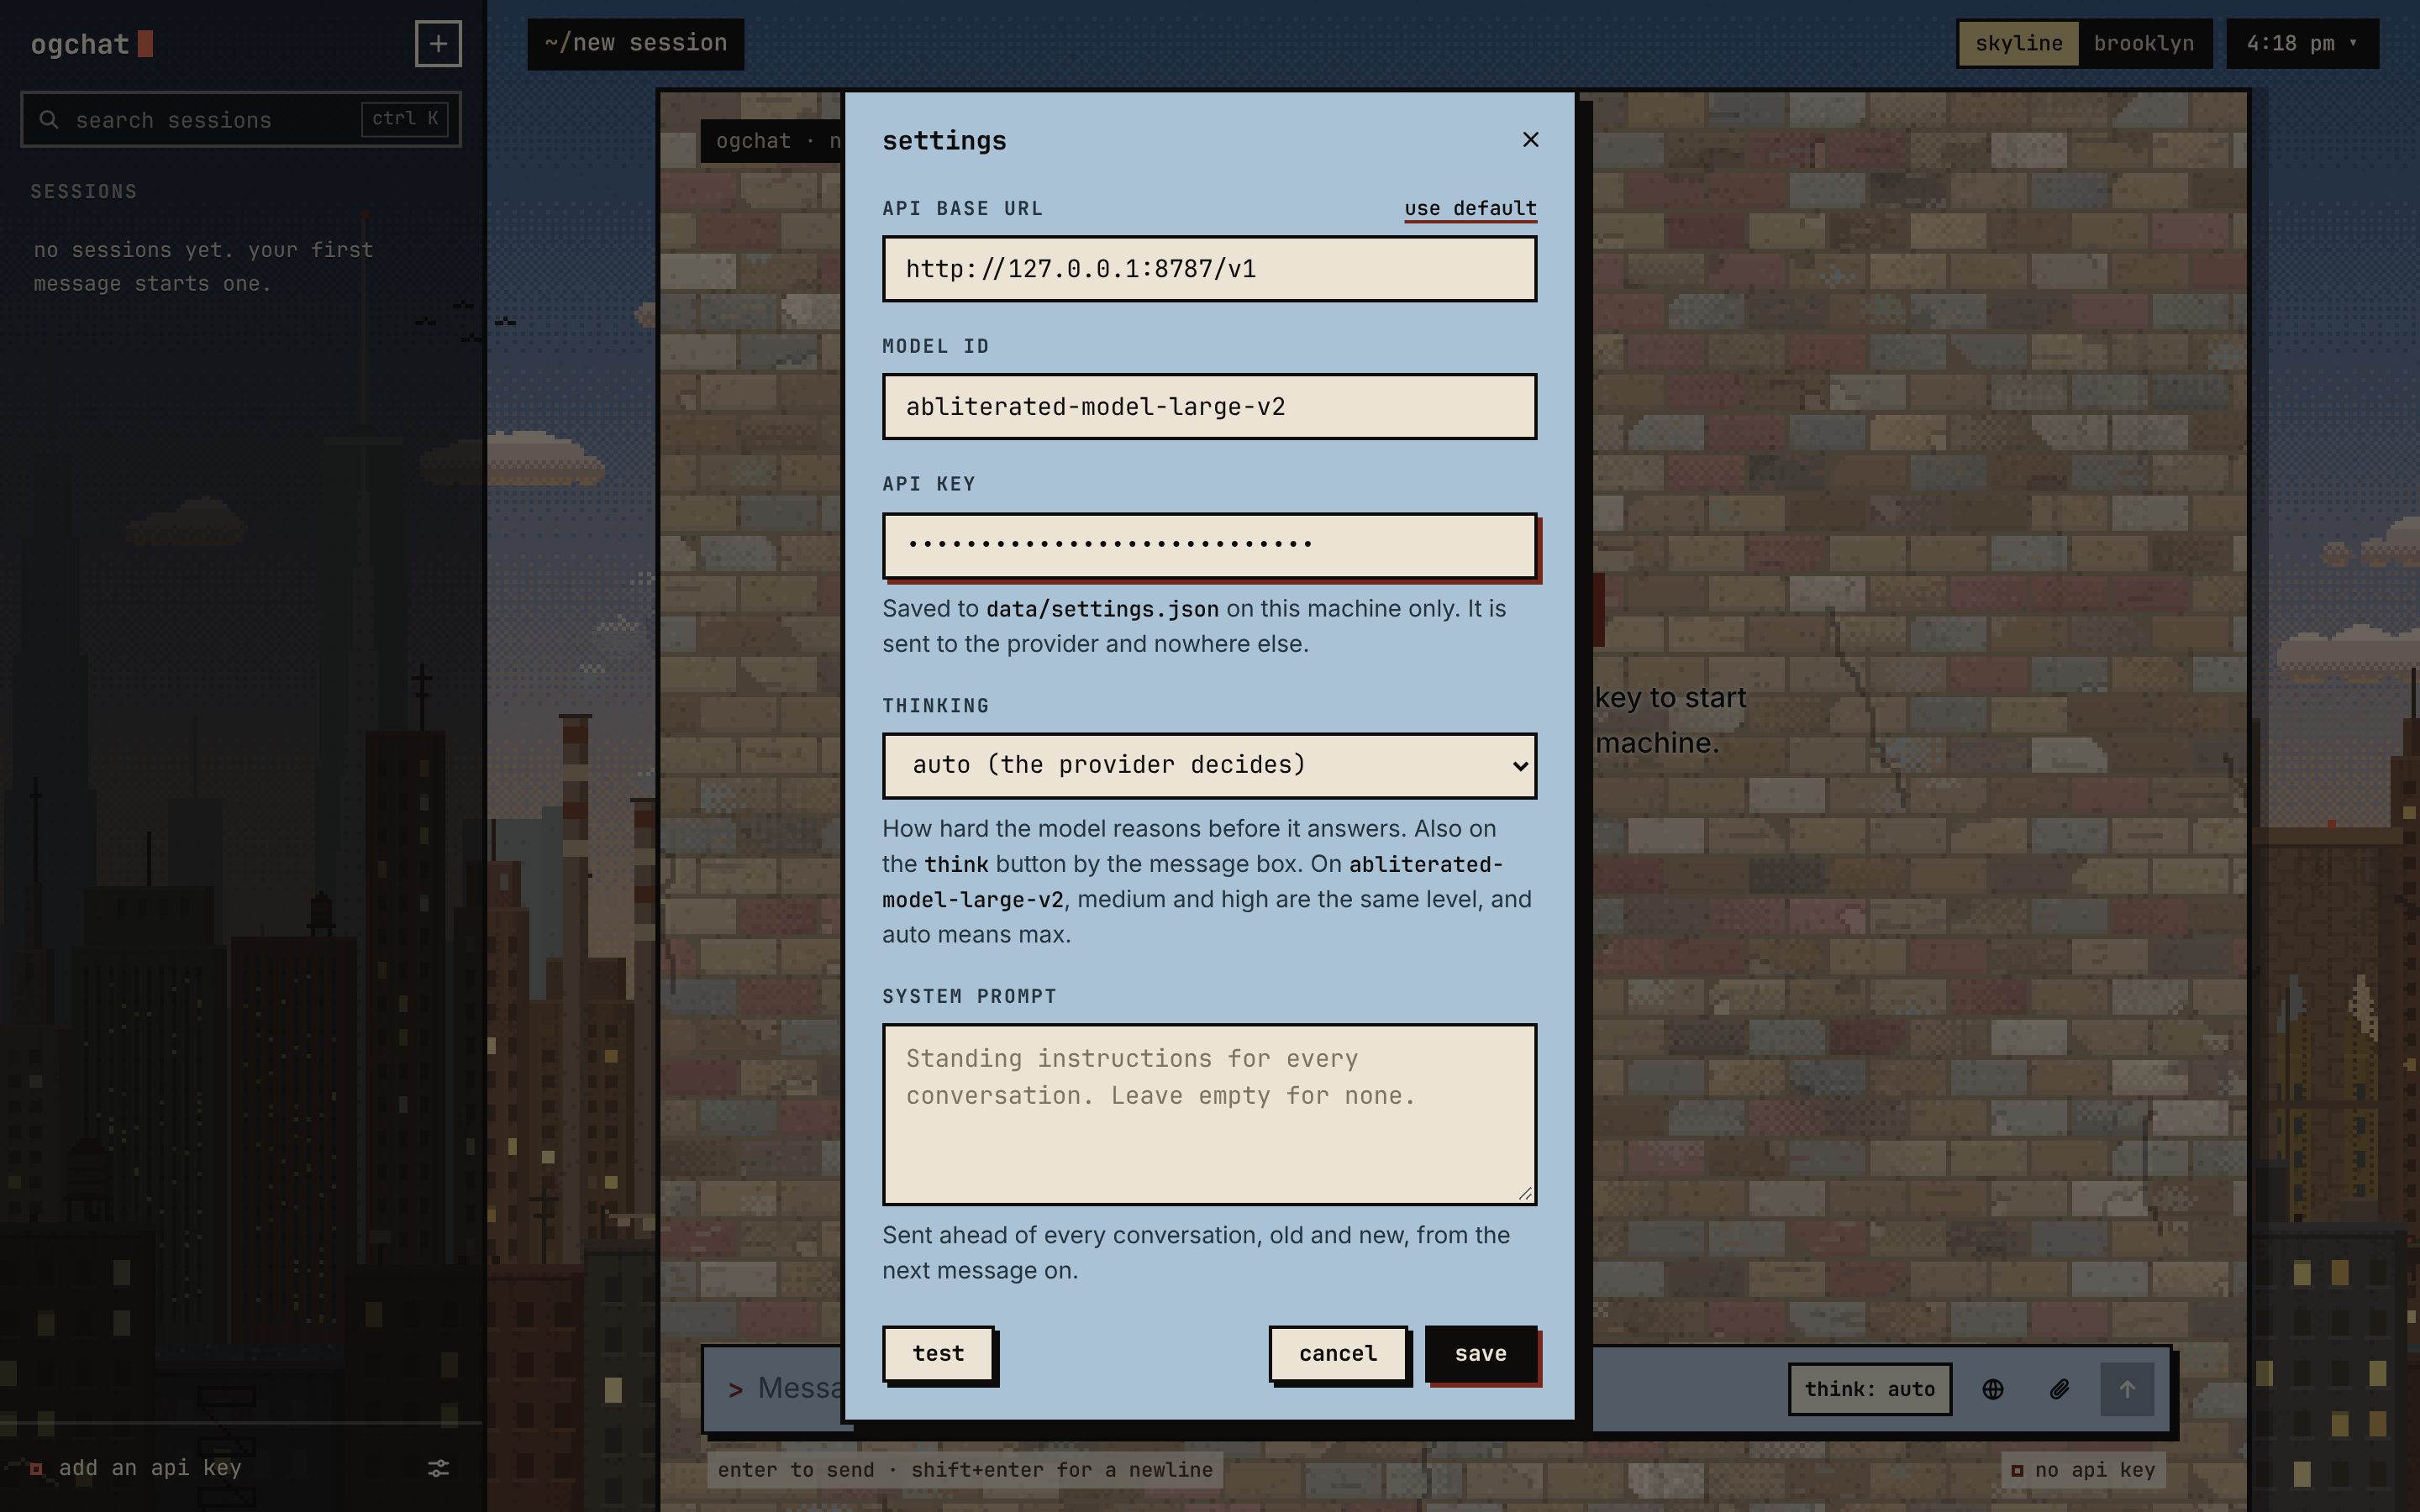 ogchat
search sessions
ctrl K
SESSIONS
no sessions yet. your first
message starts one.
add an api key
~/new session
skyline
brooklyn
4:18 pm
ogchat · n
settings
API BASE URL
use default
http://127.0.0.1:8787/v1
MODEL ID
abliterated-model-large-v2
API KEY
••••••••••••••••••••••••••••
Saved to data/settings.json on this machine only. It is
sent to the provider and nowhere else.
THINKING
auto (the provider decides)
How hard the model reasons before it answers. Also on
the think button by the message box. On abliterated-
model-large-v2, medium and high are the same level, and
auto means max.
SYSTEM PROMPT
Standing instructions for every
conversation. Leave empty for none.
Sent ahead of every conversation, old and new, from the
next message on.
test
cancel
save
key to start
machine.
> Messa
think: auto
enter to send · shift+enter for a newline
no api key